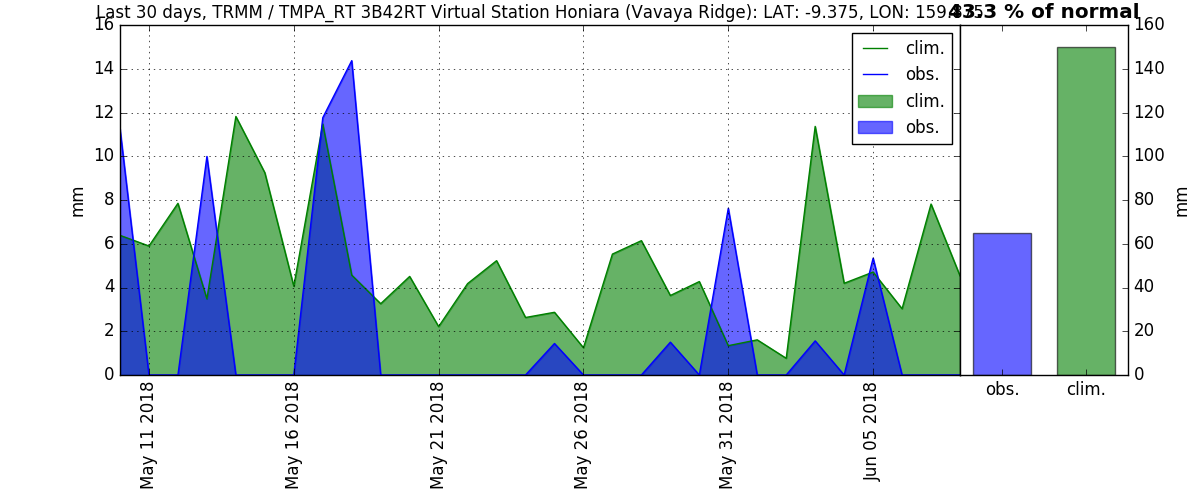 Last 30 days, TRMM / TMPA_RT 3B42RT Virtual Station Honiara (Vavaya Ridge): LAT: -9.375, LON:
43.3 % of normal
mm
16
14
12
10
8
6
4
2
0
clim.
obs.
clim.
obs.
May 11 2018
May 16 2018
May 21 2018
May 26 2018
May 31 2018
Jun 05 2018
160
140
120
100
80
60
40
20
0
mm
obs.
clim.